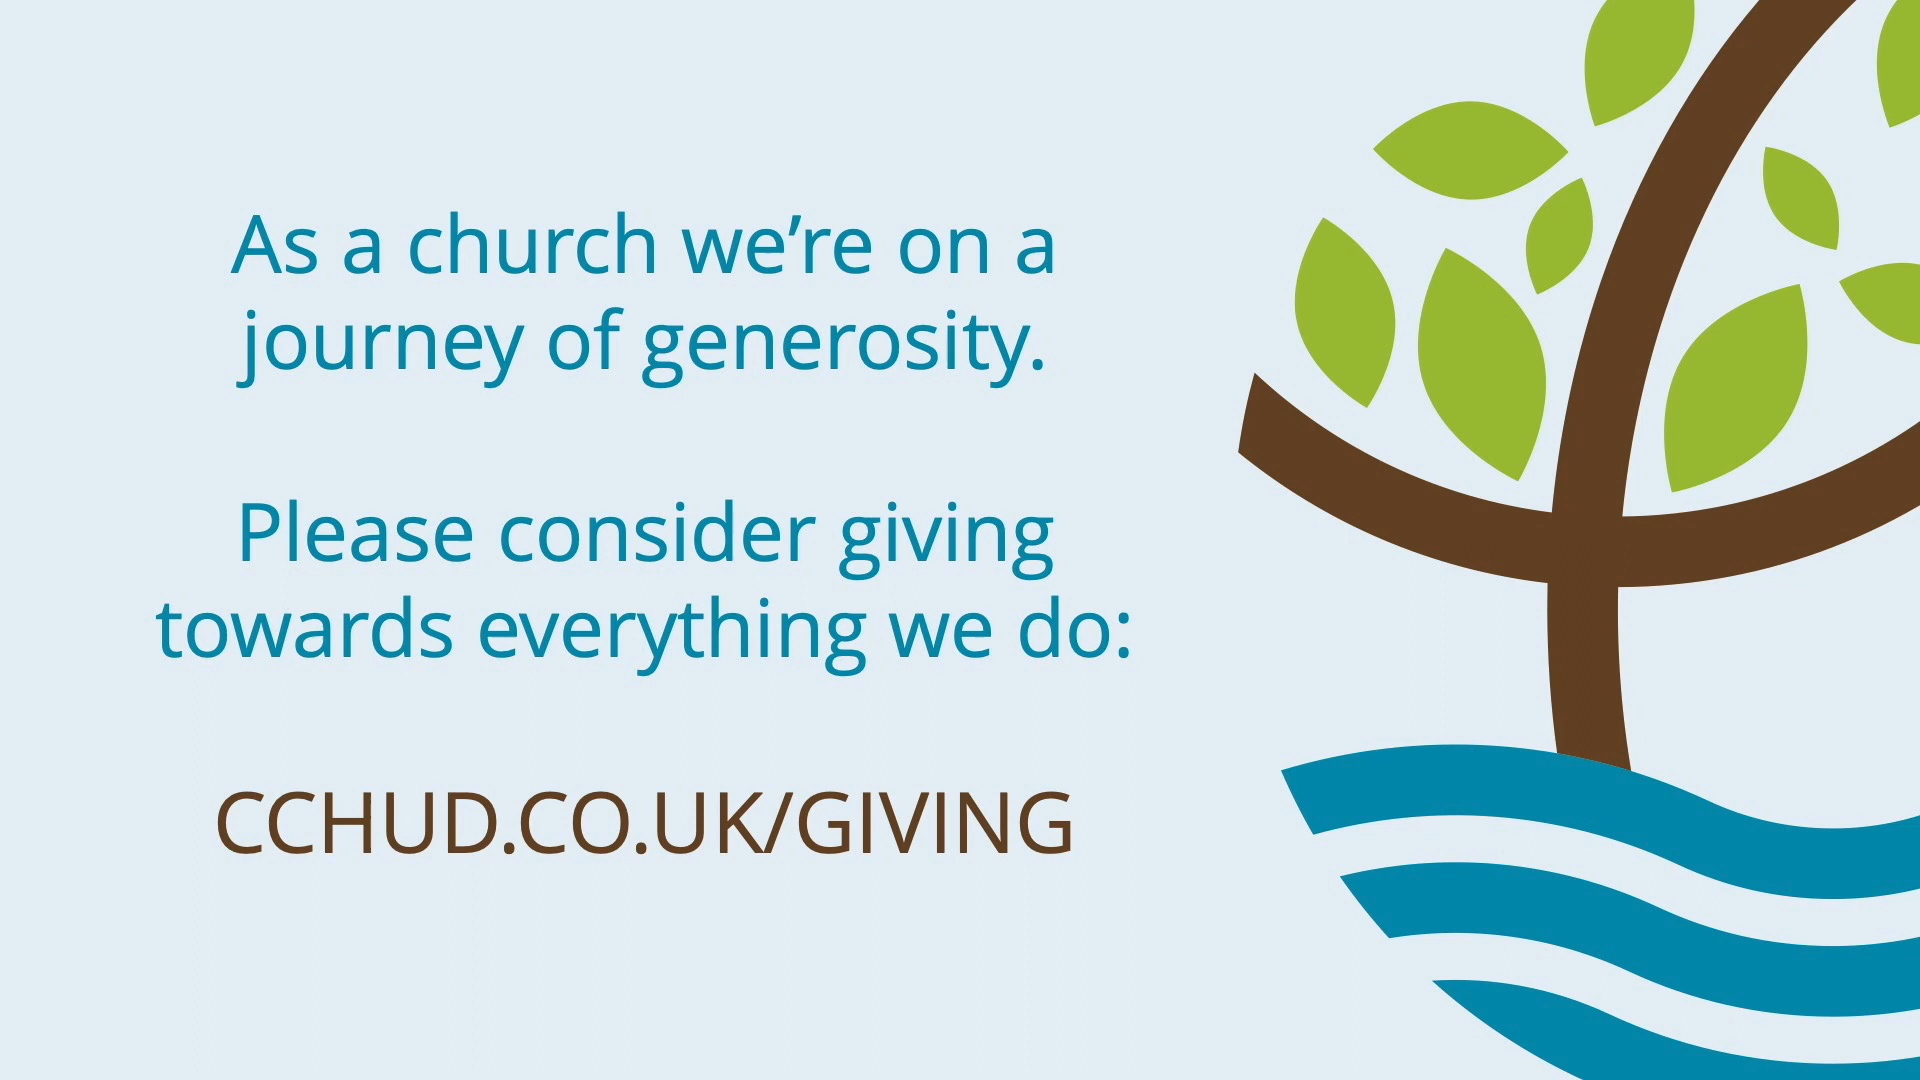 As a church we’re on a
journey of generosity.
Please consider giving
towards everything we do:
CCHUD.CO.UK/GIVING